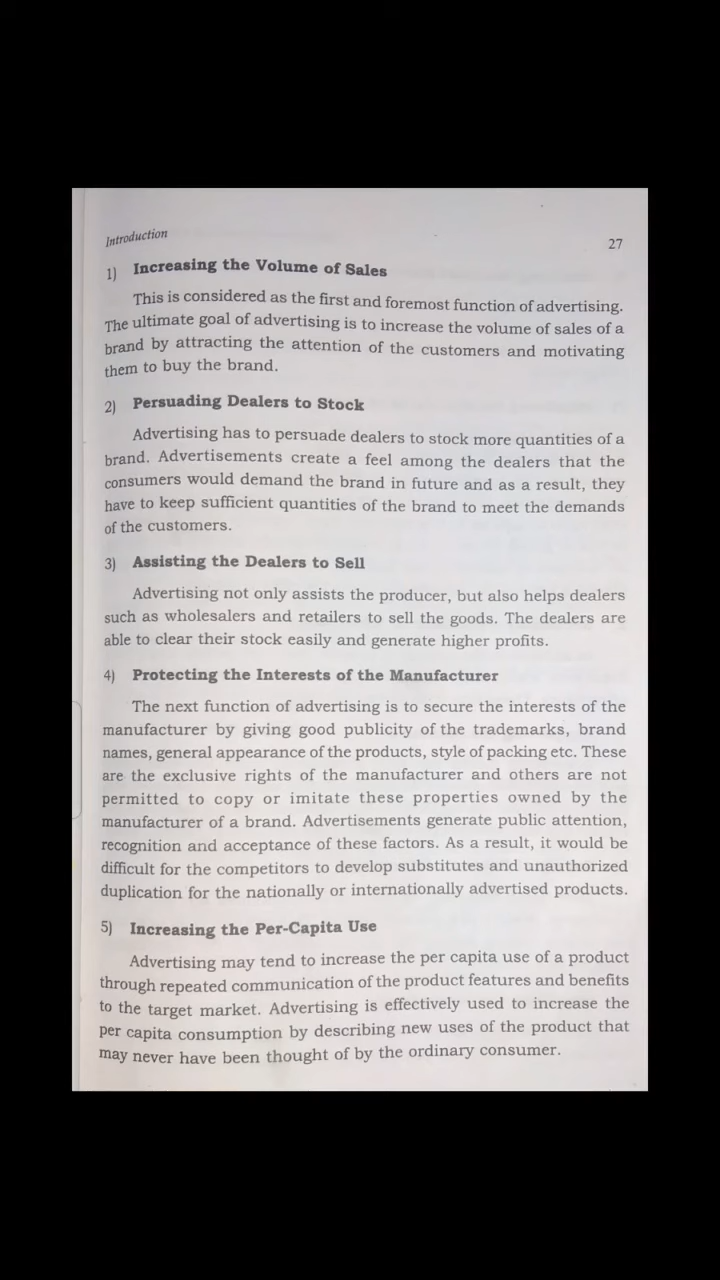 Introduction
27
1) Increasing the Volume of Sales
This is considered as the first and foremost function of advertising.
The ultimate goal of advertising is to increase the volume of sales of a
brand by attracting the attention of the customers and motivating
them to buy the brand.
2) Persuading Dealers to Stock
Advertising has to persuade dealers to stock more quantities of a
brand. Advertisements create a feel among the dealers that the
consumers would demand the brand in future and as a result, they
have to keep sufficient quantities of the brand to meet the demands
of the customers.
3) Assisting the Dealers to Sell
Advertising not only assists the producer, but also helps dealers
such as wholesalers and retailers to sell the goods. The dealers are
able to clear their stock easily and generate higher profits.
4) Protecting the Interests of the Manufacturer
The next function of advertising is to secure the interests of the
manufacturer by giving good publicity of the trademarks, brand
names, general appearance of the products, style of packing etc. These
are the exclusive rights of the manufacturer and others are not
permitted to copy or imitate these properties owned by the
manufacturer of a brand. Advertisements generate public attention,
recognition and acceptance of these factors. As a result, it would be
difficult for the competitors to develop substitutes and unauthorized
duplication for the nationally or internationally advertised products.
5) Increasing the Per-Capita Use
Advertising may tend to increase the per capita use of a product
through repeated communication of the product features and benefits
to the target market. Advertising is effectively used to increase the
per capita consumption by describing new uses of the product that
may never have been thought of by the ordinary consumer.